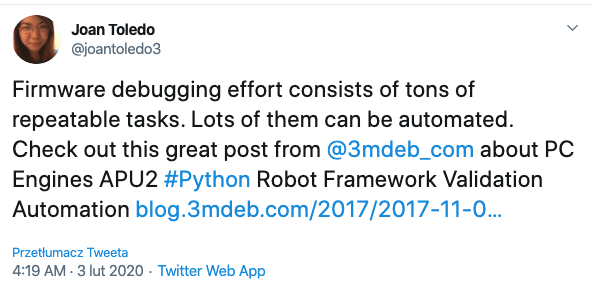 Joan Toledo
@joantoledo3
Firmware debugging effort consists of tons of
repeatable tasks. Lots of them can be automated.
Check out this great post from @3mdeb_com about PC
Engines APU2 #Python Robot Framework Validation
Automation blog.3mdeb.com/2017/2017-11-0...
Przetłumacz Tweeta
4:19 AM · 3 lut 2020 · Twitter Web App